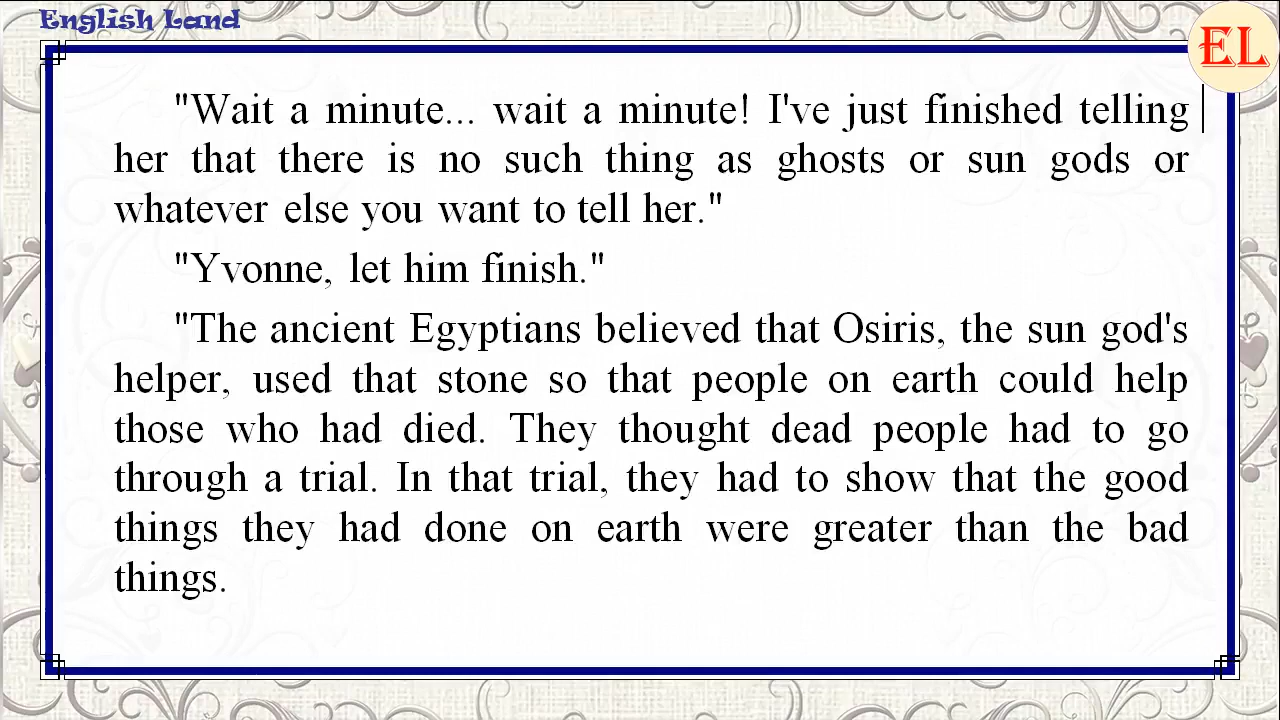 English Land
EL
"Wait a minute... wait a minute! I've just finished telling
her that there is no such thing as ghosts or sun gods or
whatever else you want to tell her."
"Yvonne, let him finish."
"The ancient Egyptians believed that Osiris, the sun god's
helper, used that stone so that people on earth could help
those who had died. They thought dead people had to go
through a trial. In that trial, they had to show that the good
things they had done on earth were greater than the bad
things.